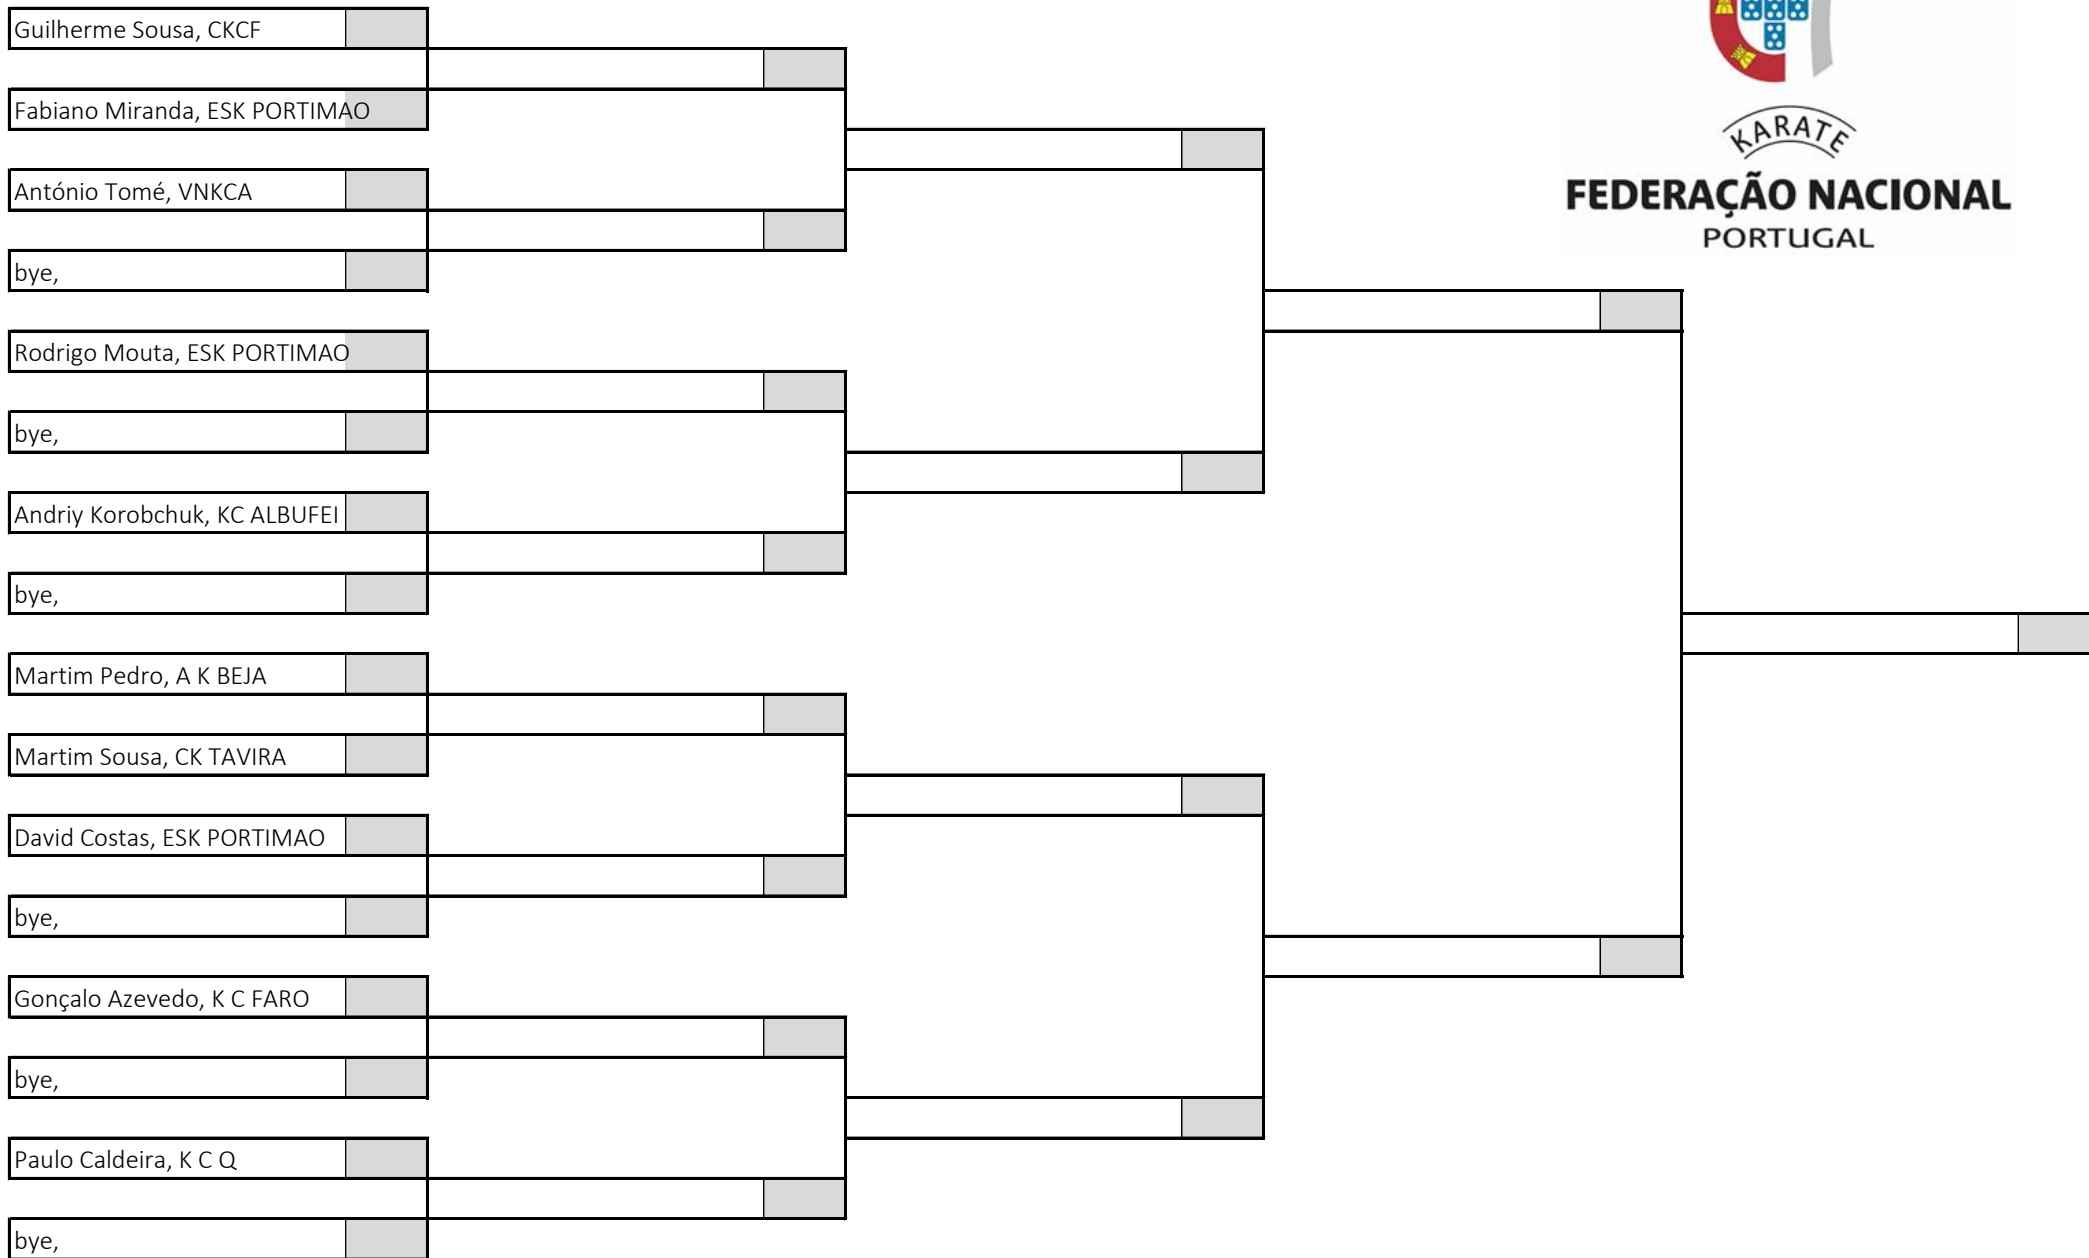 Guilherme Sousa, CKCF
Fabiano Miranda, ESK PORTIMAO
António Tomé, VNKCA
bye,
Rodrigo Mouta, ESK PORTIMAO
bye,
Andriy Korobchuk, KC ALBUFEI
bye,
Martim Pedro, A K BEJA
Martim Sousa, CK TAVIRA
David Costas, ESK PORTIMAO
bye,
Gonçalo Azevedo, K C FARO
bye,
Paulo Caldeira, K C Q
bye,
KARATE
FEDERAÇÃO NACIONAL
PORTUGAL